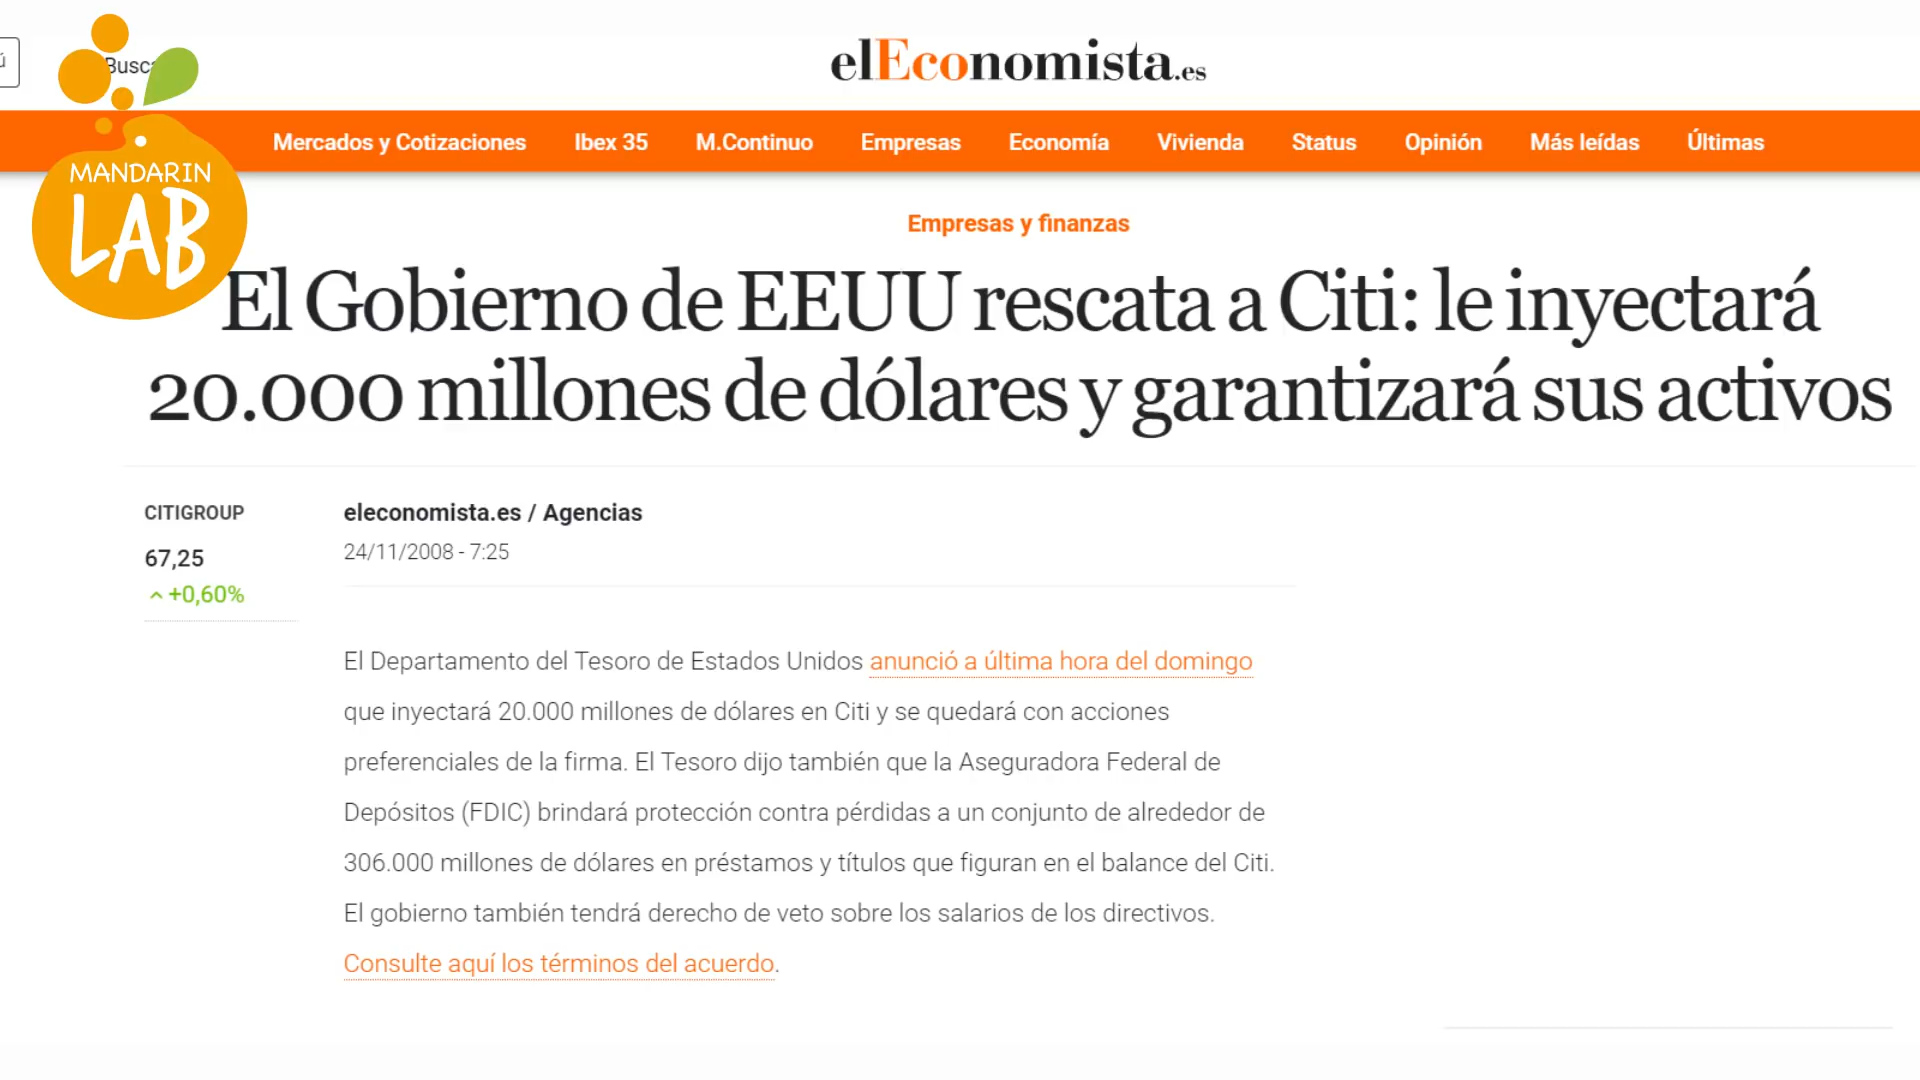 ú
Busca
elEconomista.es
MANDARIN
LAB
Mercados y Cotizaciones Ibex 35 M.Continuo Empresas Economía Vivienda Status Opinión Más leídas Últimas
Empresas y finanzas
El Gobierno de EEUU rescata a Citi: le inyectará
20.000 millones de dólares y garantizará sus activos
CITIGROUP
67,25
+0,60%
eleconomista.es / Agencias
24/11/2008 - 7:25
El Departamento del Tesoro de Estados Unidos anunció a última hora del domingo
que inyectará 20.000 millones de dólares en Citi y se quedará con acciones
preferenciales de la firma. El Tesoro dijo también que la Aseguradora Federal de
Depósitos (FDIC) brindará protección contra pérdidas a un conjunto de alrededor de
306.000 millones de dólares en préstamos y títulos que figuran en el balance del Citi.
El gobierno también tendrá derecho de veto sobre los salarios de los directivos.
Consulte aquí los términos del acuerdo.